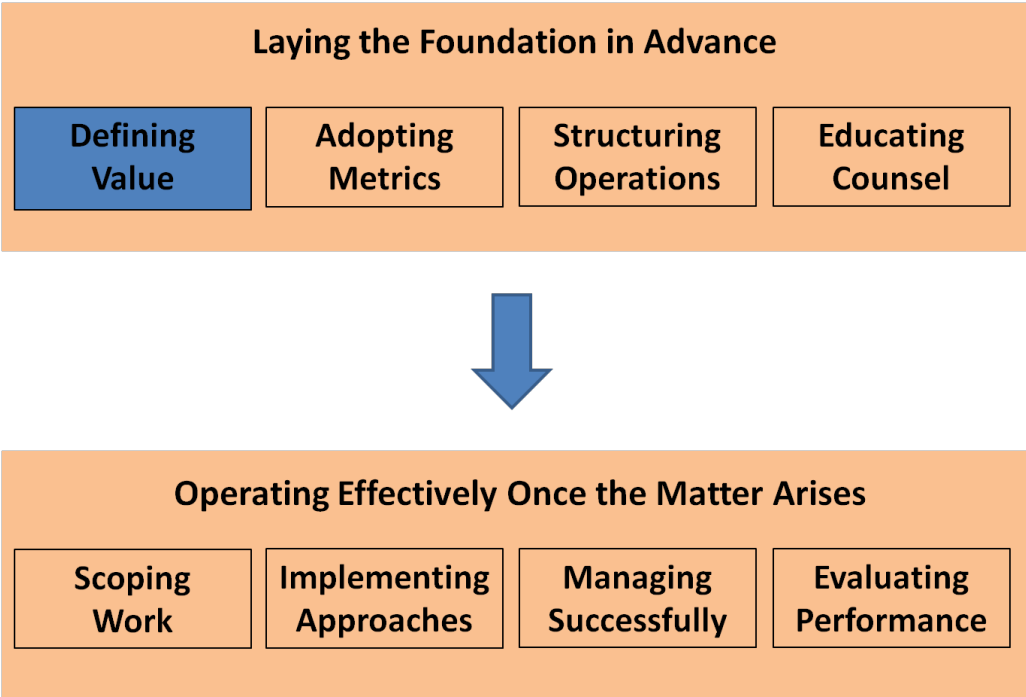 Laying the Foundation in Advance
Defining
Value
Adopting
Metrics
Structuring
Operations
Educating
Counsel
Operating Effectively Once the Matter Arises
Scoping
Work
Implementing
Approaches
Managing
Successfully
Evaluating
Performance